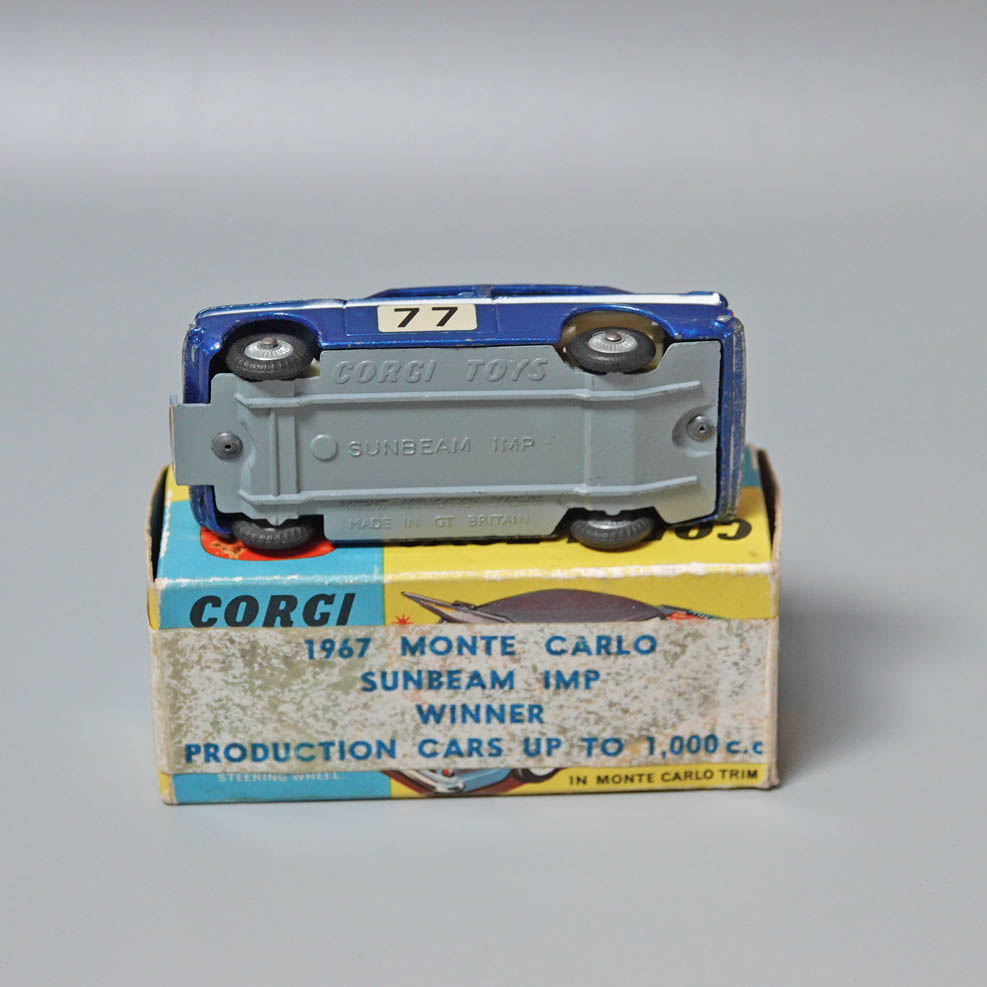 77
CORGI TOYS
SUNBEAM IMP
MADE IN GT BRITAIN
CORGI
1967 MONTE CARLO
SUNBEAM IMP
WINNER
PRODUCTION CARS UP TO 1,000 c.c
STEERING WHEEL
IN MONTE CARLO TRIM